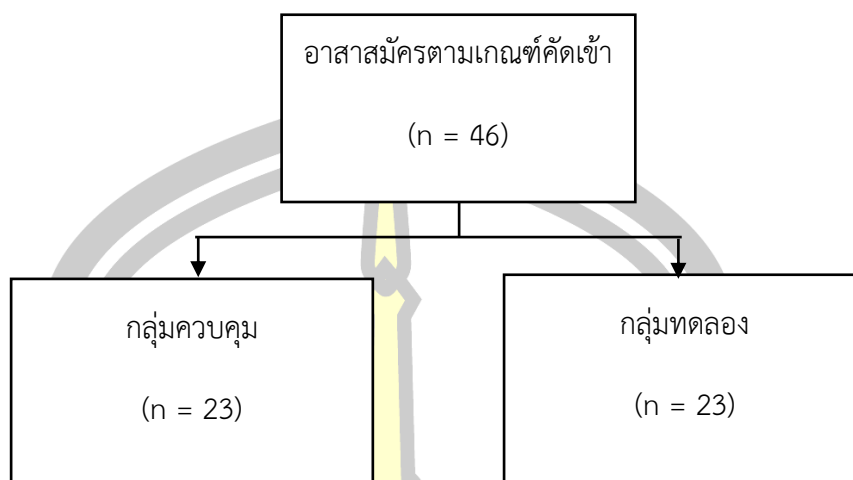 อาสาสมัครตามเกณฑ์คัดเข้า
(n = 46)
กลุ่มควบคุม
(n = 23)
กลุ่มทดลอง
(n = 23)